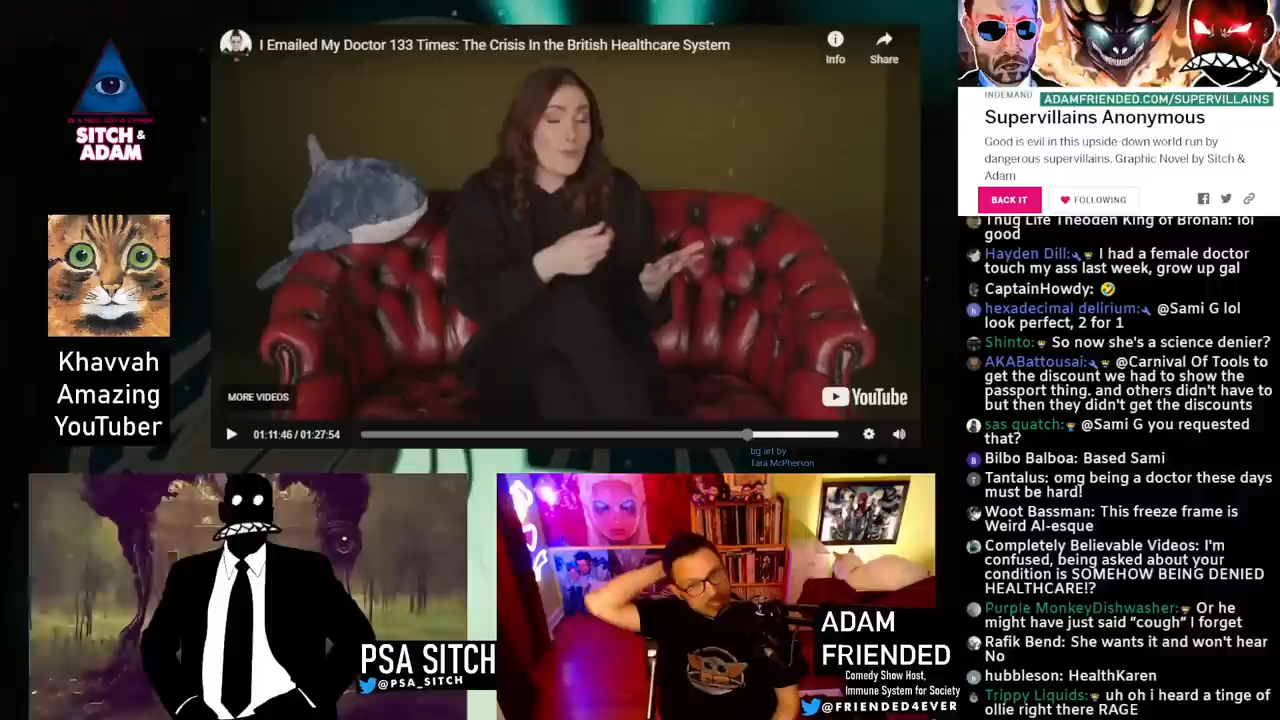 I Emailed My Doctor 133 Times: The Crisis In the British Healthcare System
Info
Share
SITCH &
ADAM
Khavvah
Amazing
YouTuber
MORE VIDEOS
YouTube
01:11:46 / 01:27:54
bg art by
Tara McPherson
PSA SITCH
@PSA_SITCH
ADAM
FRIENDED
Comedy Show Host,
Immune System for Society
@FRIENDED4EVER
INDEMAND
ADAMFRIENDED.COM/SUPERVILLAINS
Supervillains Anonymous
Good is evil in this upside-down world run by
dangerous supervillains. Graphic Novel by Sitch &
Adam
BACK IT
FOLLOWING
Thug Life Theoden King of Brohan: lol
good
Hayden Dill: I had a female doctor
touch my ass last week, grow up gal
CaptainHowdy: 🤣
hexadecimal delirium: @Sami G lol
look perfect, 2 for 1
Shinto: So now she's a science denier?
AKABattousai: @Carnival Of Tools to
get the discount we had to show the
passport thing. and others didn't have to
but then they didn't get the discounts
sas quatch: @Sami G you requested
that?
Bilbo Balboa: Based Sami
Tantalus: omg being a doctor these days
must be hard!
Woot Bassman: This freeze frame is
Weird Al-esque
Completely Believable Videos: I'm
confused, being asked about your
condition is SOMEHOW BEING DENIED
HEALTHCARE!?
Purple MonkeyDishwasher: Or he
might have just said “cough” I forget
Rafik Bend: She wants it and won't hear
No
hubbleson: HealthKaren
Trippy Liquids: uh oh i heard a tinge of
ollie right there RAGE